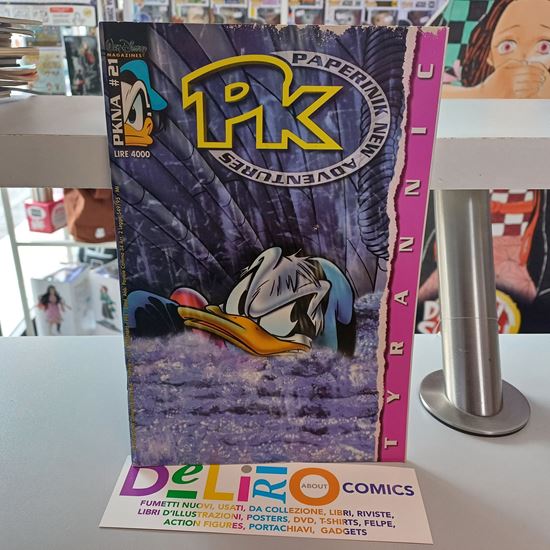 Walt Disney
MAGAZINES!
PKNA #21
LIRE 4000
PK
PAPERINIK NEW ADVENTURES
TYRANNIC
DeLiRiO
ABOUT
COMICS
FUMETTI NUOVI, USATI, DA COLLEZIONE, LIBRI, RIVISTE,
LIBRI D'ILLUSTRAZIONI, POSTERS, DVD, T-SHIRTS, FELPE,
ACTION FIGURES, PORTACHIAVI, GADGETS